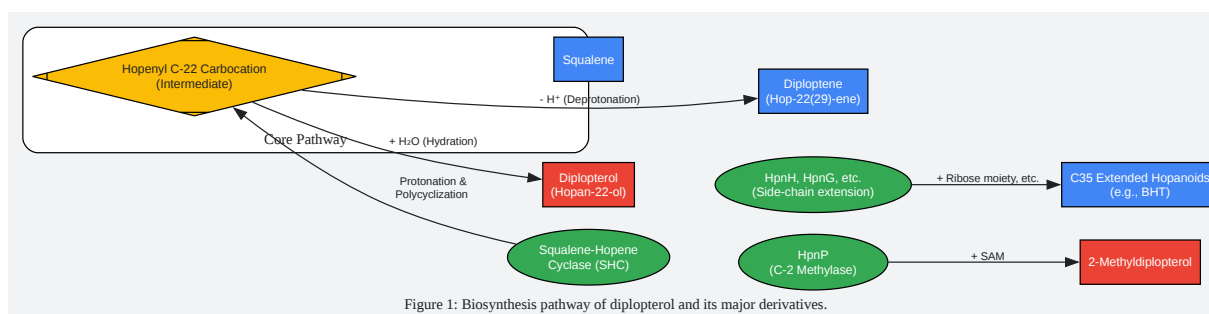 Squalene
Hopenyl C-22 Carbocation
(Intermediate)
Diploptene
(Hop-22(29)-ene)
- H⁺ (Deprotonation)
Core Pathway
+ H₂O (Hydration)
Protonation &
Polycyclization
Diplopterol
(Hopan-22-ol)
HpnH, HpnG, etc.
(Side-chain extension)
+ Ribose moiety, etc.
C35 Extended Hopanoids
(e.g., BHT)
Squalene-Hopene
Cyclase (SHC)
HpnP
(C-2 Methylase)
+ SAM
2-Methyldiplopterol
Figure 1: Biosynthesis pathway of diplopterol and its major derivatives.